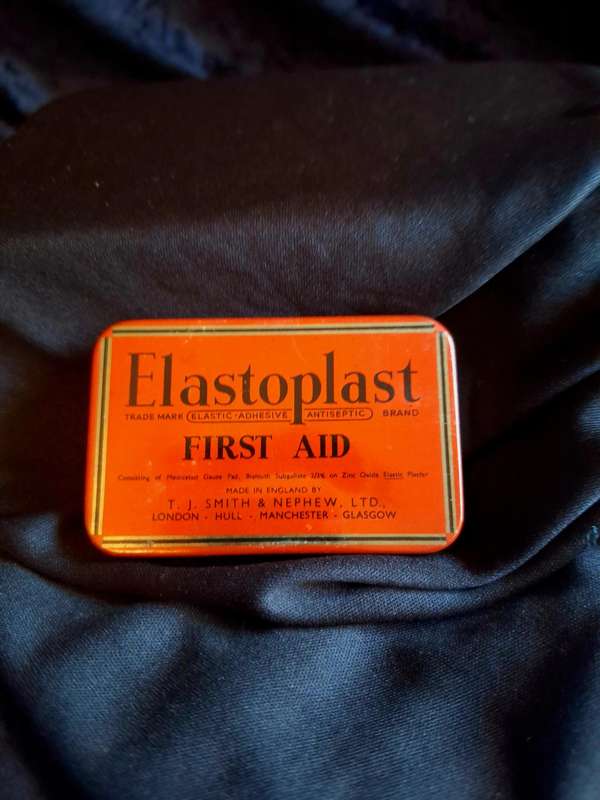 Elastoplast
TRADE MARK ELASTIC-ADHESIVE ANTISEPTIC BRAND
FIRST AID
Consisting of Medicated Gauze Pad, Bismuth Subgallate 2/3% on Zinc Oxide Elastic Plaster
MADE IN ENGLAND BY
T. J. SMITH & NEPHEW, LTD.,
LONDON - HULL - MANCHESTER - GLASGOW